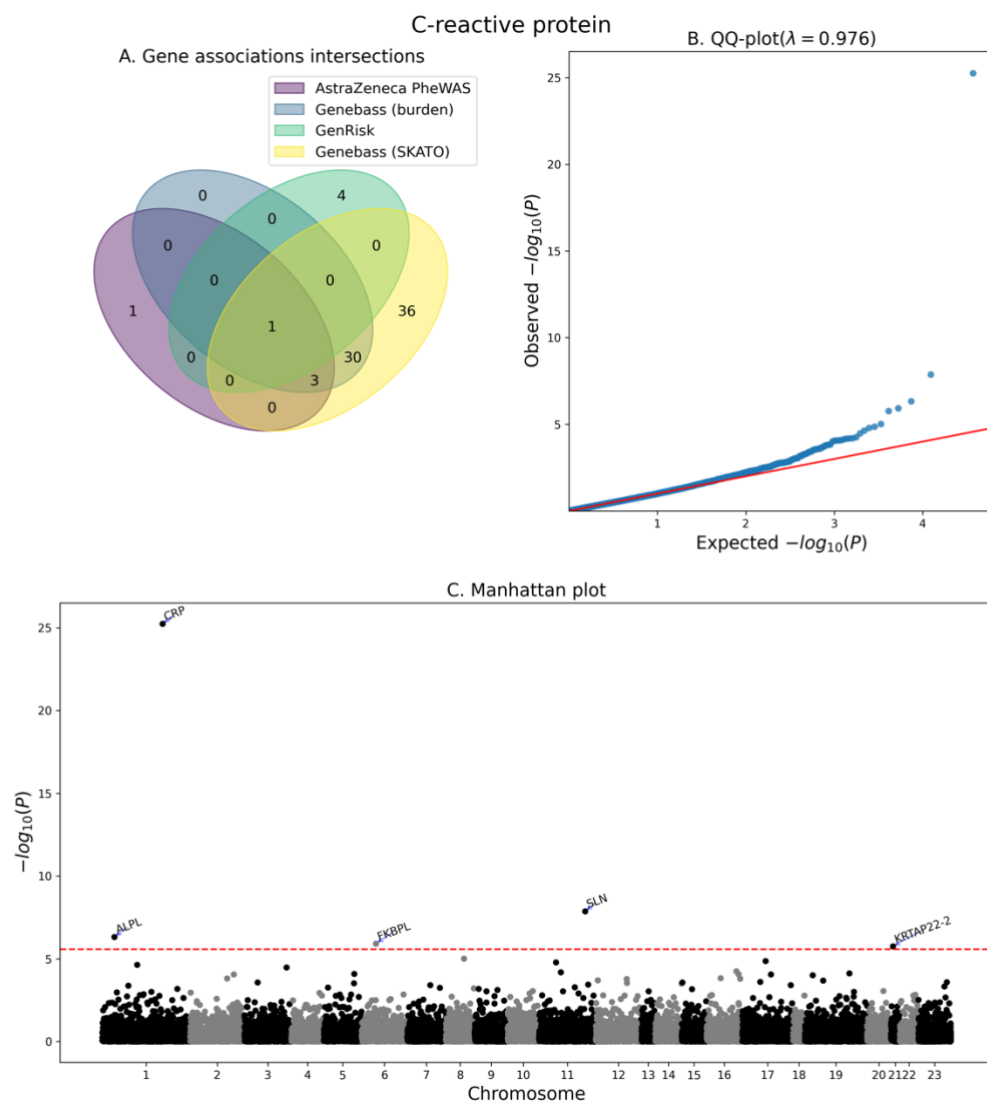 C-reactive protein
A. Gene associations intersections
AstraZeneca PheWAS
Genebass (burden)
GenRisk
Genebass (SKATO)
0
4
0
0
0
0
0
1
36
1
0
30
0
3
0
B. QQ-plot(λ = 0.976)
Observed −log₁₀(P)
25
20
15
10
5
1 2 3 4
Expected −log₁₀(P)
C. Manhattan plot
−log₁₀(P)
25
20
15
10
5
0
CRP
SLN
ALPL
FKBPL
KRTAP22-2
1 2 3 4 5 6 7 8 9 10 11 12 13 14 15 16 17 18 19 20 21 22 23
Chromosome